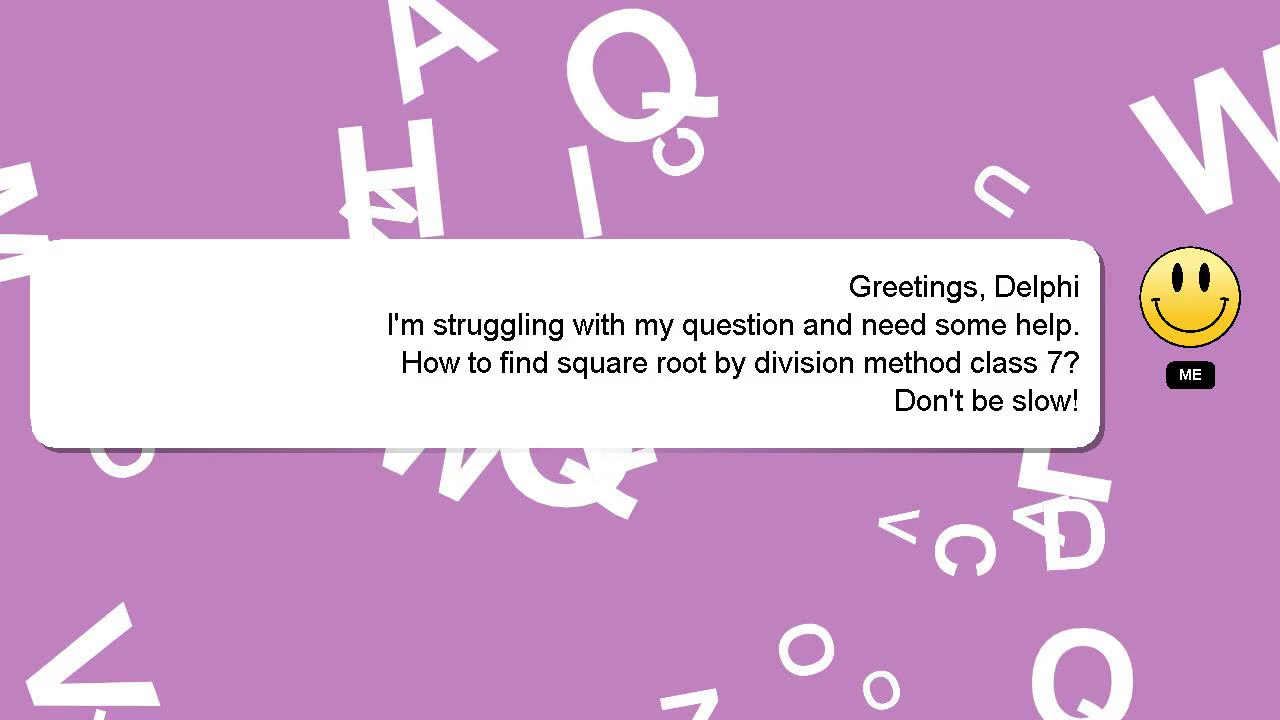 Greetings, Delphi
I'm struggling with my question and need some help.
How to find square root by division method class 7?
Don't be slow!
ME